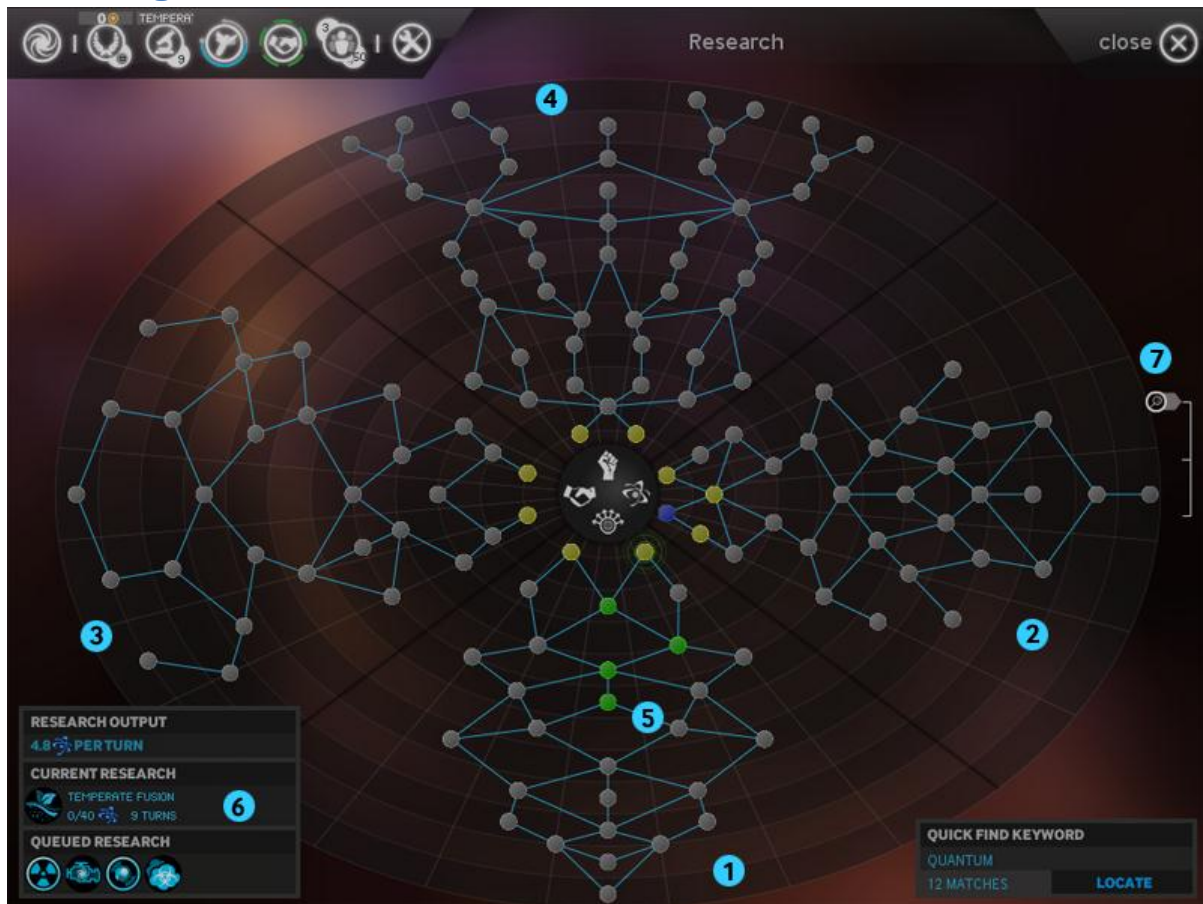 0 TEMPERA
Research
close
9
3
50
4
7
3
2
5
1
RESEARCH OUTPUT
4.8 PER TURN
CURRENT RESEARCH
TEMPERATE FUSION
0/40 9 TURNS
6
QUEUED RESEARCH
QUICK FIND KEYWORD
QUANTUM
12 MATCHES LOCATE